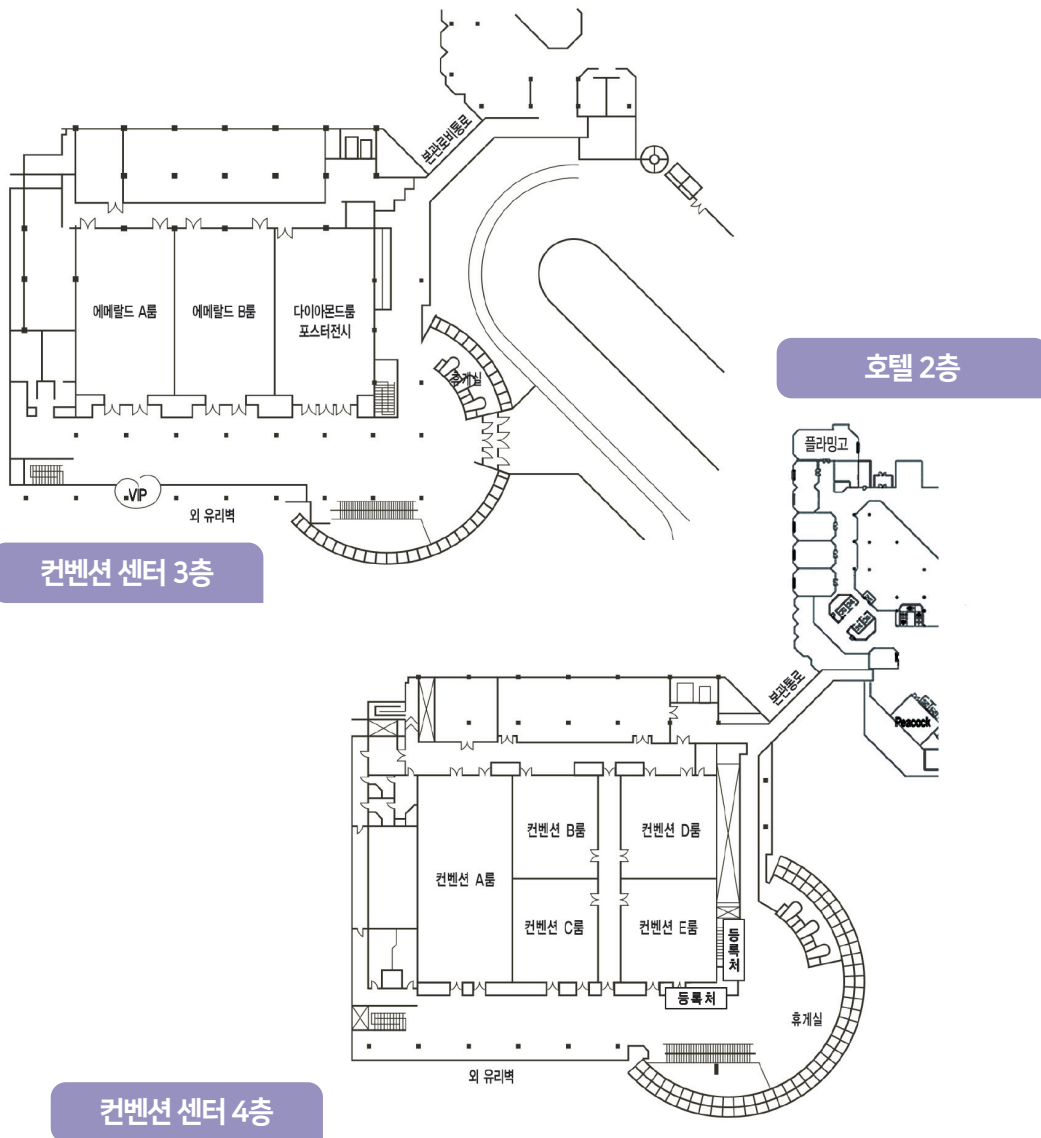 본관로비통로
에메랄드 A룸
에메랄드 B룸
다이아몬드룸
포스터전시
휴게실
VIP
외 유리벽
컨벤션 센터 3층
호텔 2층
플라밍고
본관통로
Peacock
컨벤션 A룸
컨벤션 B룸
컨벤션 D룸
컨벤션 C룸
컨벤션 E룸
등록처
등록처
휴게실
외 유리벽
컨벤션 센터 4층